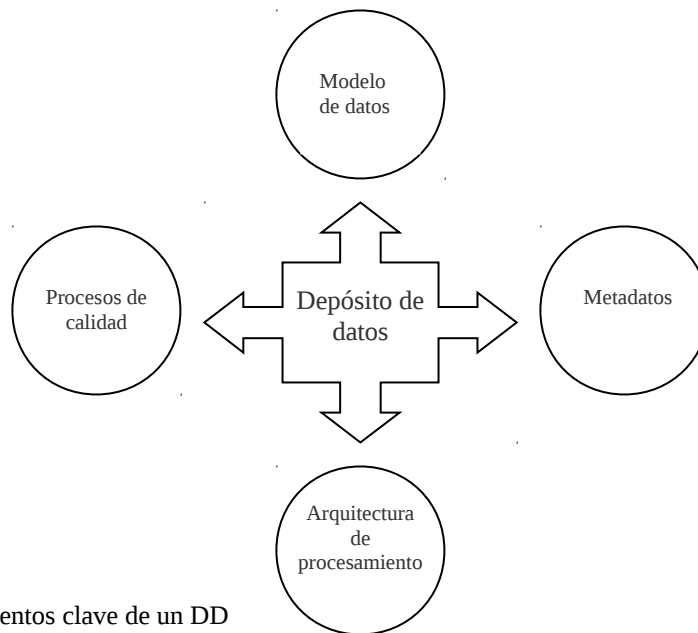 Modelo
de datos
Procesos de
calidad
Depósito de
datos
Metadatos
Arquitectura
de
procesamiento
entos clave de un DD